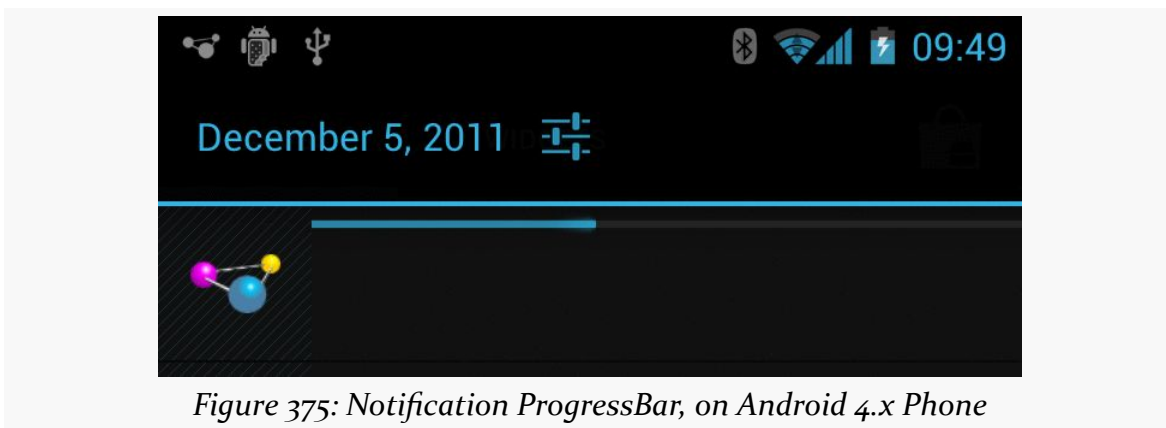 09:49
December 5, 2011
Figure 375: Notification ProgressBar, on Android 4.x Phone